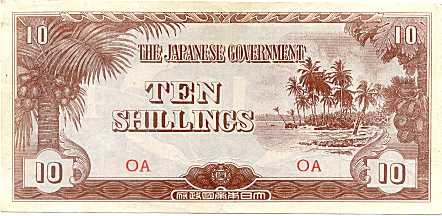 10 10
THE JAPANESE GOVERNMENT
TEN
SHILLINGS
OA OA
10 10
府政國帝本日大